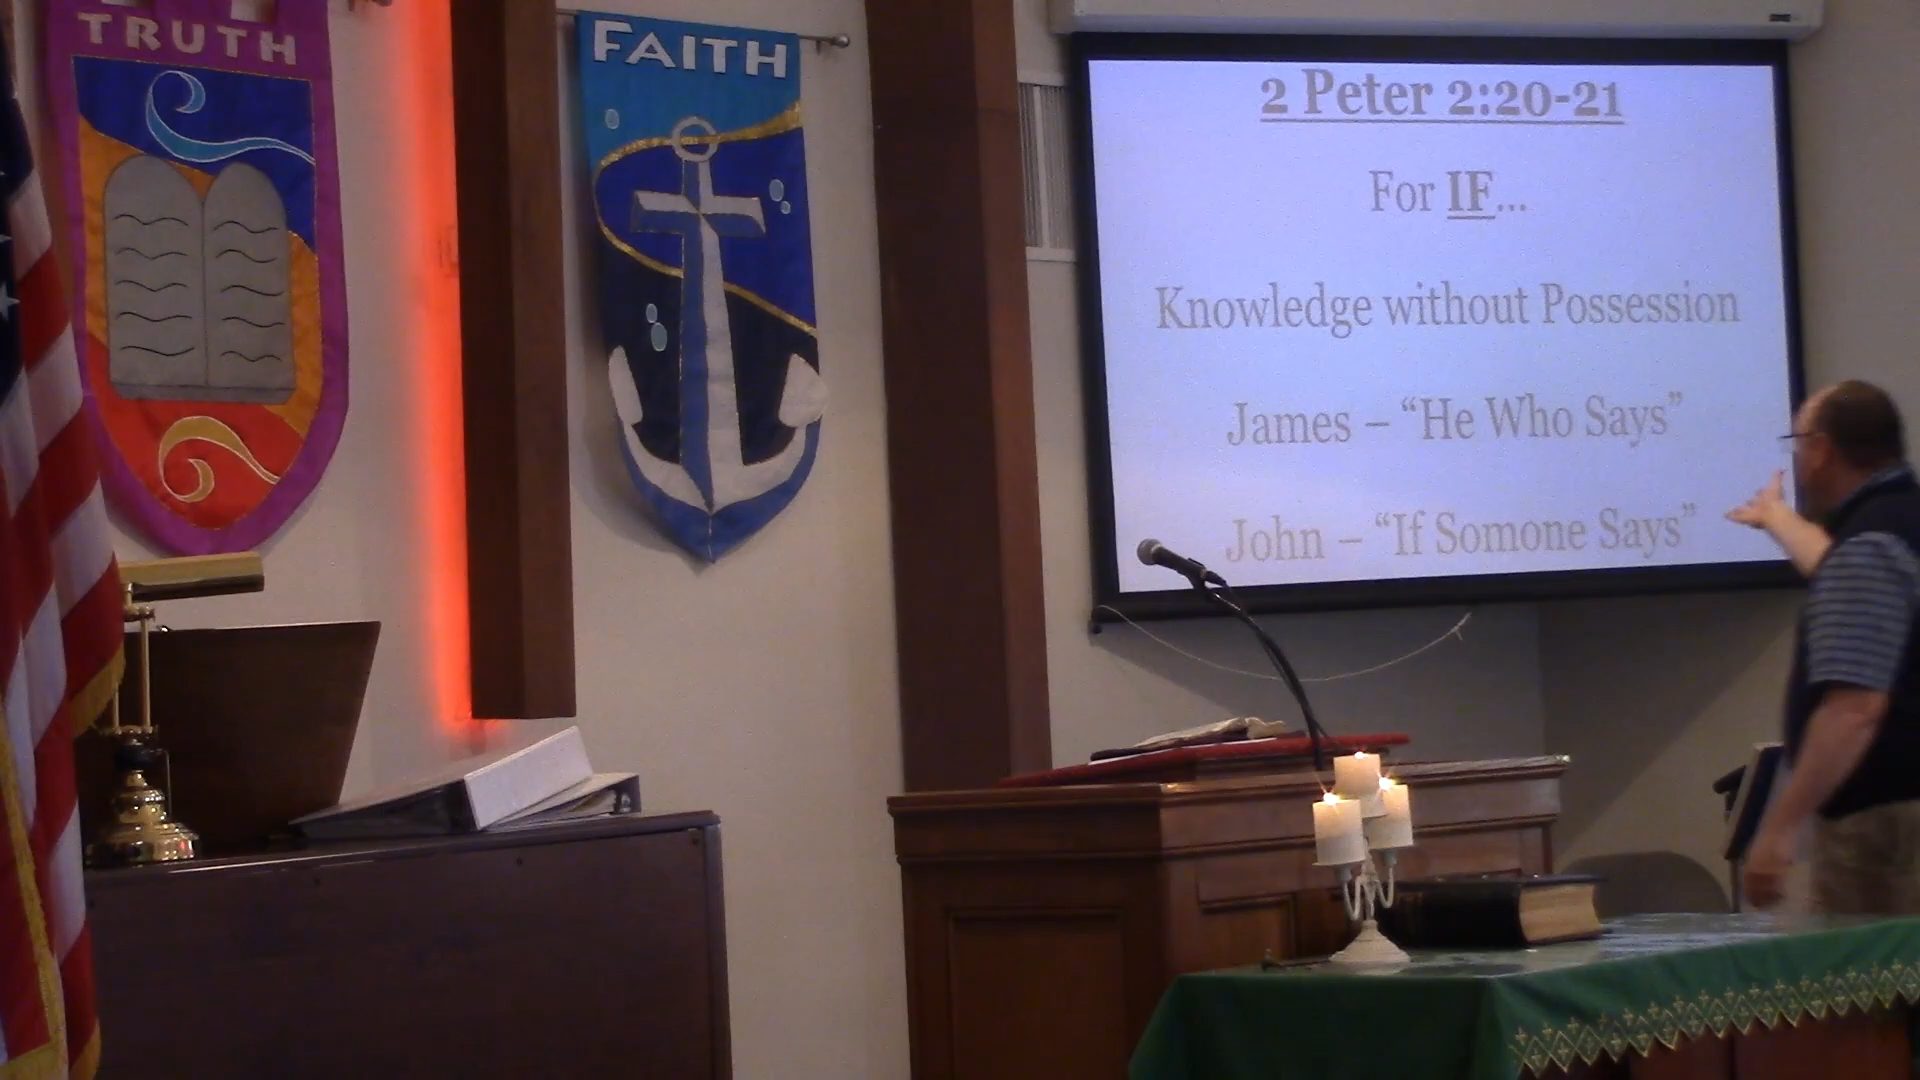 TRUTH
FAITH
2 Peter 2:20-21
For IF...
Knowledge without Possession
James – “He Who Says”
John – “If Somone Says”